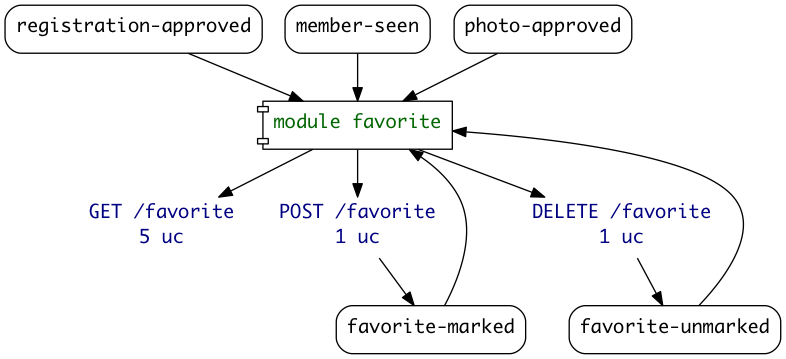 registration-approved
member-seen
photo-approved
module favorite
GET /favorite
5 uc
POST /favorite
1 uc
DELETE /favorite
1 uc
favorite-marked
favorite-unmarked